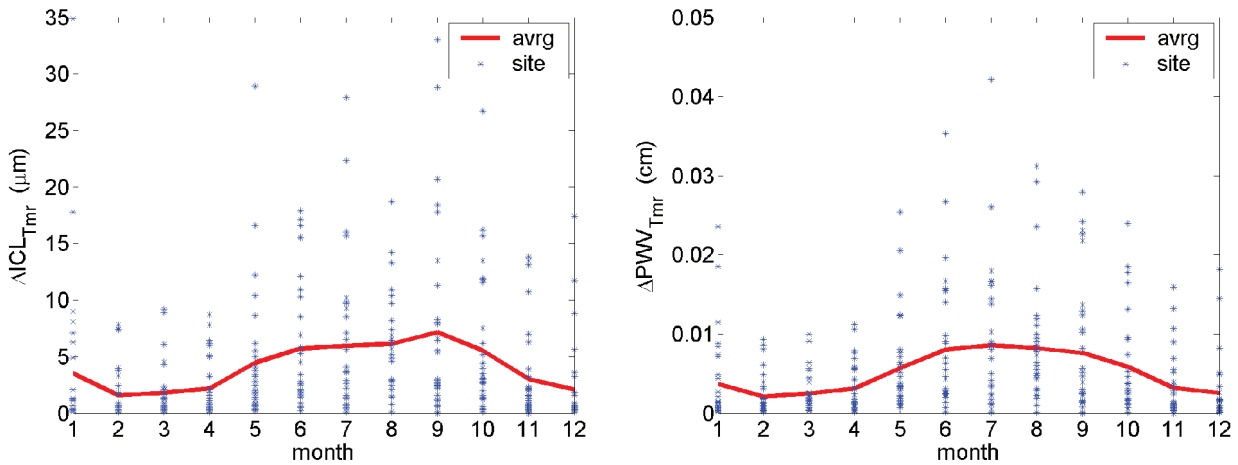 35
30
25
20
15
10
5
0
ΔICL_Tmr (μm)
1 2 3 4 5 6 7 8 9 10 11 12
month
avrg
site
0.05
0.04
0.03
0.02
0.01
0
ΔPWV_Tmr (cm)
1 2 3 4 5 6 7 8 9 10 11 12
month
avrg
site